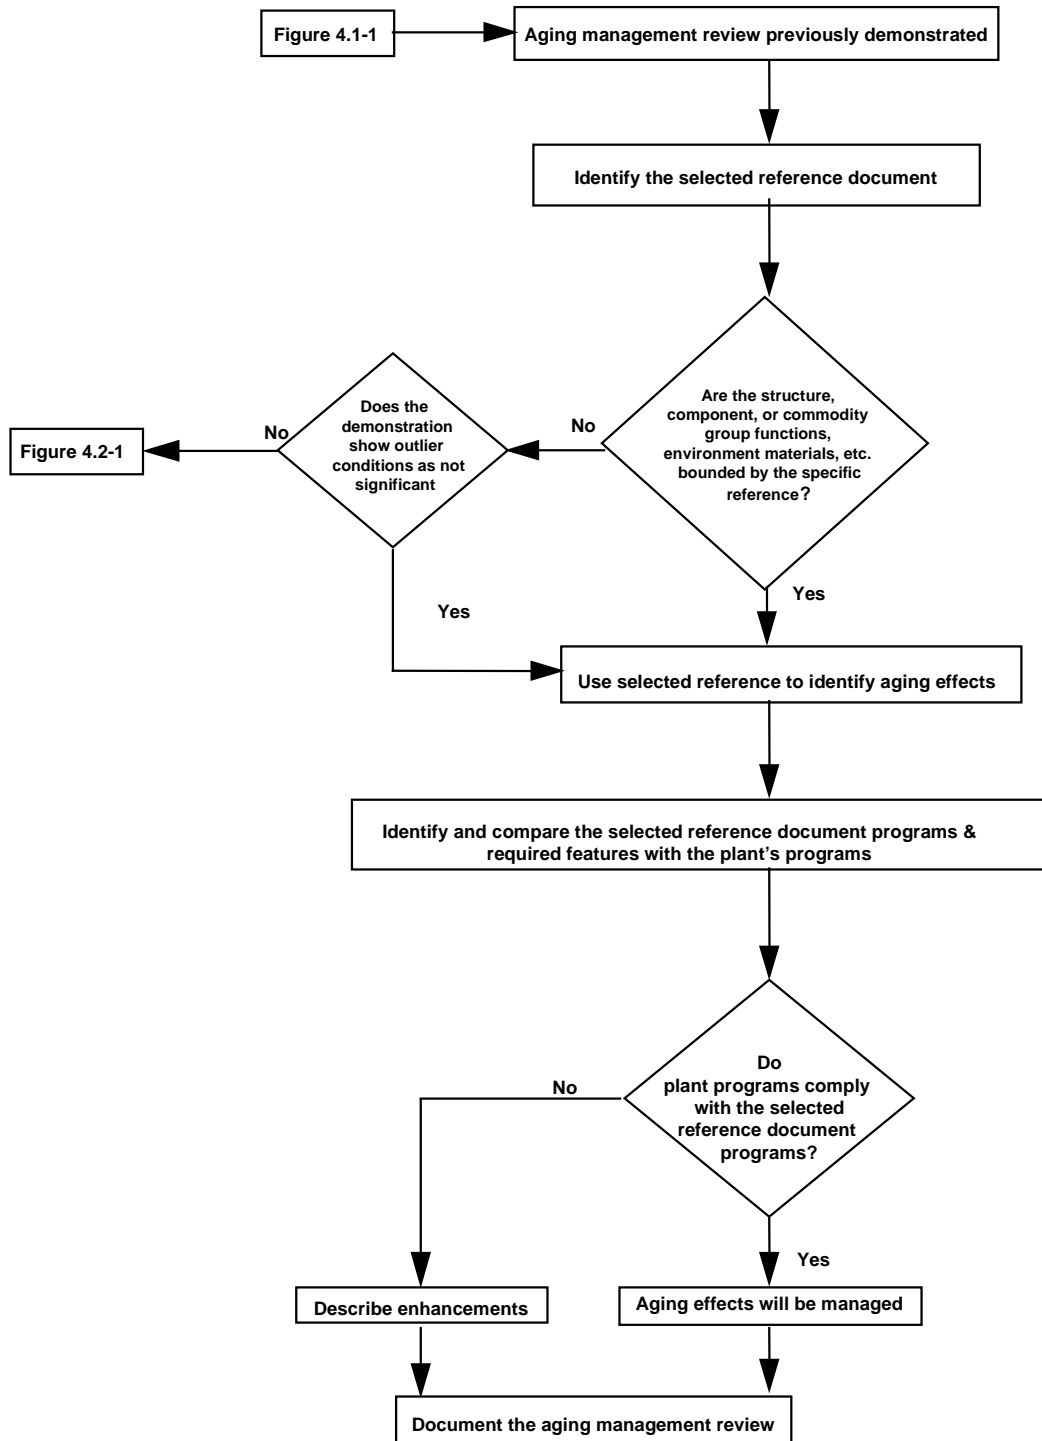 Figure 4.1-1
Aging management review previously demonstrated
Identify the selected reference document
Are the structure,
component, or commodity
group functions,
environment materials, etc.
bounded by the specific
reference?
No
Does the
demonstration
show outlier
conditions as not
significant
No
Figure 4.2-1
Yes
Yes
Use selected reference to identify aging effects
Identify and compare the selected reference document programs &
required features with the plant's programs
Do
plant programs comply
with the selected
reference document
programs?
No
Yes
Describe enhancements
Aging effects will be managed
Document the aging management review